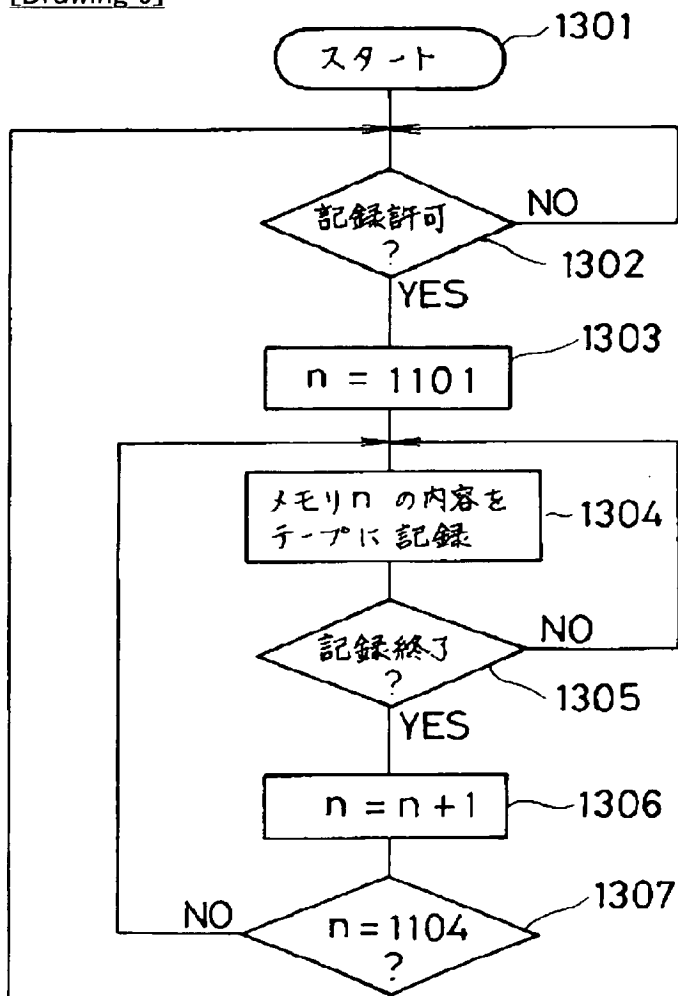 スタート
1301
記録許可
?
NO
1302
YES
1303
n = 1101
メモリn の内容を
テープに 記録
1304
記録終了
?
NO
1305
YES
n = n + 1
1306
1307
NO
n = 1104
?